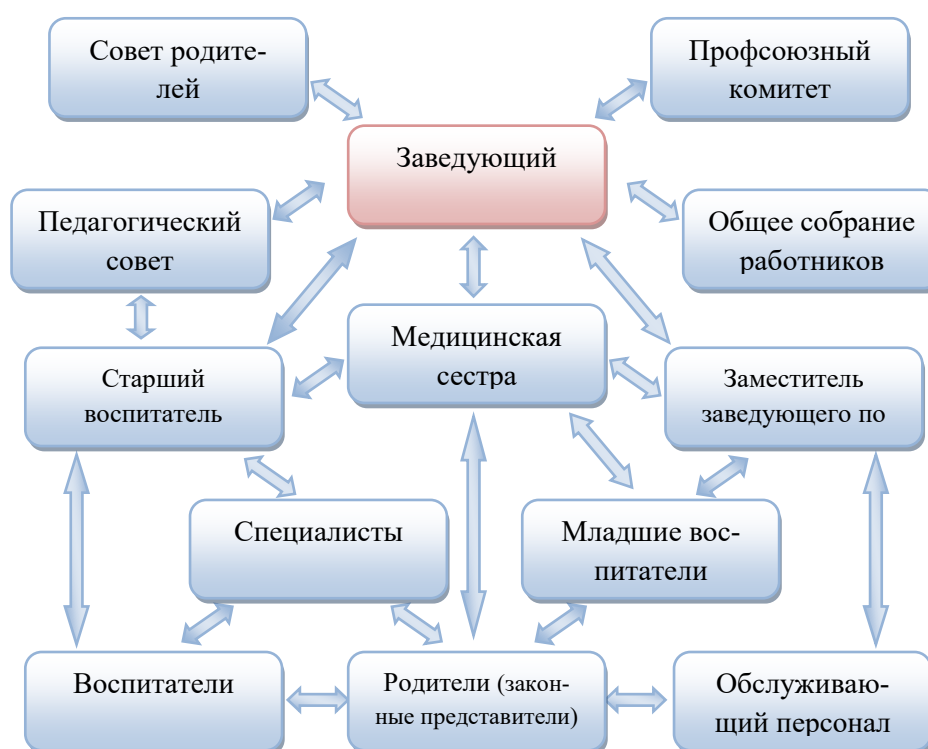 Совет родите-
лей
Профсоюзный
комитет
Заведующий
Педагогический
совет
Общее собрание
работников
Медицинская
сестра
Старший
воспитатель
Заместитель
заведующего по
Специалисты
Младшие вос-
питатели
Воспитатели
Родители (закон-
ные представители)
Обслуживаю-
щий персонал